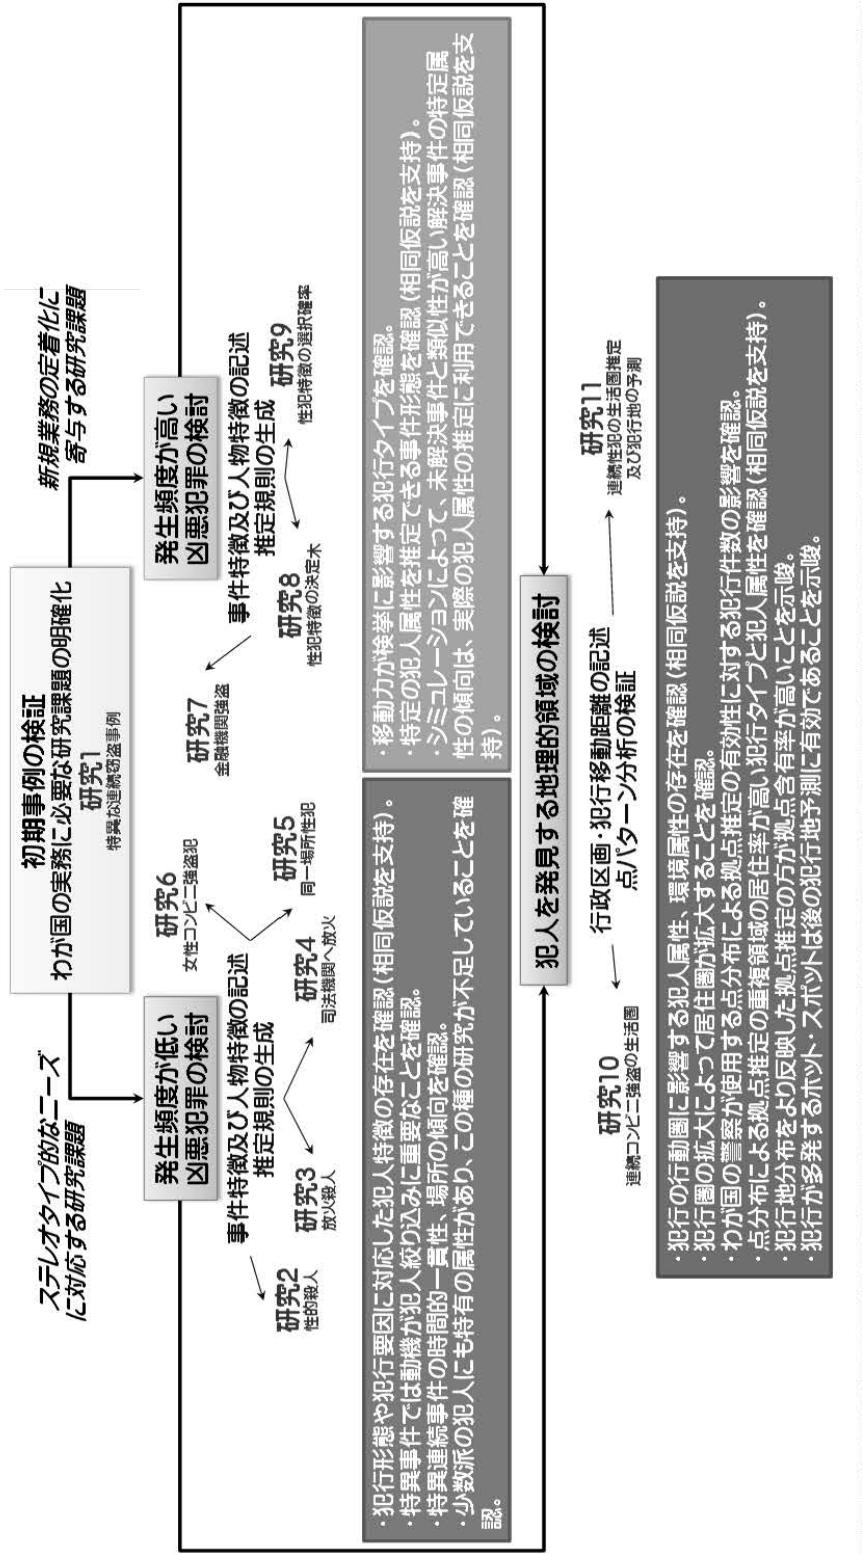 初期事例の検証
わが国の実務に必要な研究課題の明確化
研究1
特異な連続窃盗事例
ステレオタイプ的なニーズ
に対応する研究課題
新規業務の定着化に
寄与する研究課題
発生頻度が低い
凶悪犯罪の検討
事件特徴及び人物特徴の記述
推定規則の生成
研究2
性的殺人
研究3
放火殺人
研究4
司法機関へ放火
研究5
同一場所性犯
研究6
女性コンビニ強盗犯
発生頻度が高い
凶悪犯罪の検討
事件特徴及び人物特徴の記述
推定規則の生成
研究7
金融機関強盗
研究8
性犯特徴の決定木
研究9
性犯特徴の選択確率
・犯行形態や犯行要因に対応した犯人特徴の存在を確認(相同仮説を支持)。
・特異事件では動機が犯人絞り込みに重要なことを確認。
・特異連続事件の時間的一貫性、場所の傾向を確認。
・少数派の犯人にも特有の属性があり、この種の研究が不足していることを確
認。
・移動力が検挙に影響する犯行タイプを確認。
・特定の犯人属性を推定できる事件形態を確認(相同仮説を支持)。
・シミュレーションによって、未解決事件と類似性が高い解決事件の特定属
性の傾向は、実際の犯人属性の推定に利用できることを確認(相同仮説を支
持)。
犯人を発見する地理的領域の検討
行政区画・犯行移動距離の記述
点パターン分析の検証
研究10
連続コンビニ強盗の生活圏
研究11
連続性犯の生活圏推定
及び犯行地の予測
・犯行の行動圏に影響する犯人属性、環境属性の存在を確認(相同仮説を支持)。
・犯行圏の拡大によって居住圏が拡大することを確認。
・わが国の警察が使用する点分布による拠点推定の有効性に対する犯行件数の影響を確認。
・点分布による拠点推定の重複領域の居住率が高い犯行タイプと犯人属性を確認(相同仮説を支持)。
・犯行地分布をより反映した拠点推定の方が拠点含有率が高いことを示唆。
・犯行が多発するホット・スポットは後の犯行地予測に有効であることを示唆。